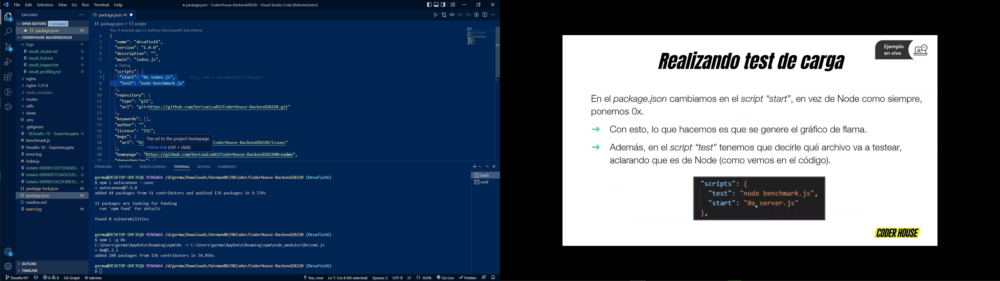 File Edit Selection View Go Run Terminal Help
● package.json - CoderHouse-Backend28220 - Visual Studio Code [Administrator]
EXPLORER
OPEN EDITORS 1 UNSAVED
{} package.json M
CODERHOUSE-BACKEND28220
logs
result_cluster.txt U
result_fork.txt U
result_inspect.txt U
result_profiling.txt U
nginx
nginx-1.21.6
node_modules
routes
utils
views
.env
.gitignore
~$Desafio 16 - Soportes.pptx U
JS benchmark.js
Desafio 16 - Soportes.pptx
error.log
JS index.js
isolate-000001CED1D5E6E0... U
isolate-000002F7C6A5CF20... U
isolate-0000027ACDF00810... U
{} package-lock.json M
{} package.json M
readme.md
warn.log M
OUTLINE
TIMELINE
{} package.json M ●
{} package.json > {} scripts
You, 9 seconds ago | 2 authors (GerLoaiza03 and others)
1 {
2 "name": "desafio16",
3 "version": "1.0.0",
4 "description": "",
5 "main": "index.js",
Debug
6 "scripts": {
7 "start": "0x index.js", You, now • Uncommitted changes
8 "test": "node benchmark.js"
9 },
10 "repository": {
11 "type": "git",
12 "url": "git+https://github.com/GerLoaiza03/CoderHouse-Backend28220.git"
13 },
14 "keywords": [],
15 "author": "",
16 "license": "ISC",
17 "bugs": {
The url to the project homepage.
18 "url": "ht CoderHouse-Backend28220/issues"
Follow link (ctrl + click)
19 },
20 "homepage": "https://github.com/GerLoaiza03/CoderHouse-Backend28220#readme",
21 "dependencies": {
PROBLEMS OUTPUT DEBUG CONSOLE TERMINAL GITLENS COMMENTS
bash
cmd
germa@DESKTOP-OHFJEQ6 MINGW64 /d/germa/Downloads/GermanBK/OKCoder/CoderHouse-Backend28220 (Desafio16)
$ npm i autocannon --save
+ autocannon@7.9.0
added 44 packages from 51 contributors and audited 176 packages in 9.739s
11 packages are looking for funding
run `npm fund` for details
found 0 vulnerabilities
germa@DESKTOP-OHFJEQ6 MINGW64 /d/germa/Downloads/GermanBK/OKCoder/CoderHouse-Backend28220 (Desafio16)
$ npm i -g 0x
C:\Users\germa\AppData\Roaming\npm\0x -> C:\Users\germa\AppData\Roaming\npm\node_modules\0x\cmd.js
+ 0x@5.2.1
added 288 packages from 156 contributors in 34.056s
germa@DESKTOP-OHFJEQ6 MINGW64 /d/germa/Downloads/GermanBK/OKCoder/CoderHouse-Backend28220 (Desafio16)
$
Desafio16* 0 0 Git Graph tabnine You, now Ln 7, Col 4 (56 selected) Spaces: 2 UTF-8 LF {} JSON Go Live Prettier
Ejemplo
en vivo
Realizando test de carga
En el package.json cambiamos en el script “start”, en vez de Node como siempre,
ponemos 0x.
➔ Con esto, lo que hacemos es que se genere el gráfico de flama.
➔ Además, en el script “test” tenemos que decirle qué archivo va a testear,
aclarando que es de Node (como vemos en el código).
"scripts": {
"test": "node benchmark.js",
"start": "0x server.js"
},
CODER HOUSE